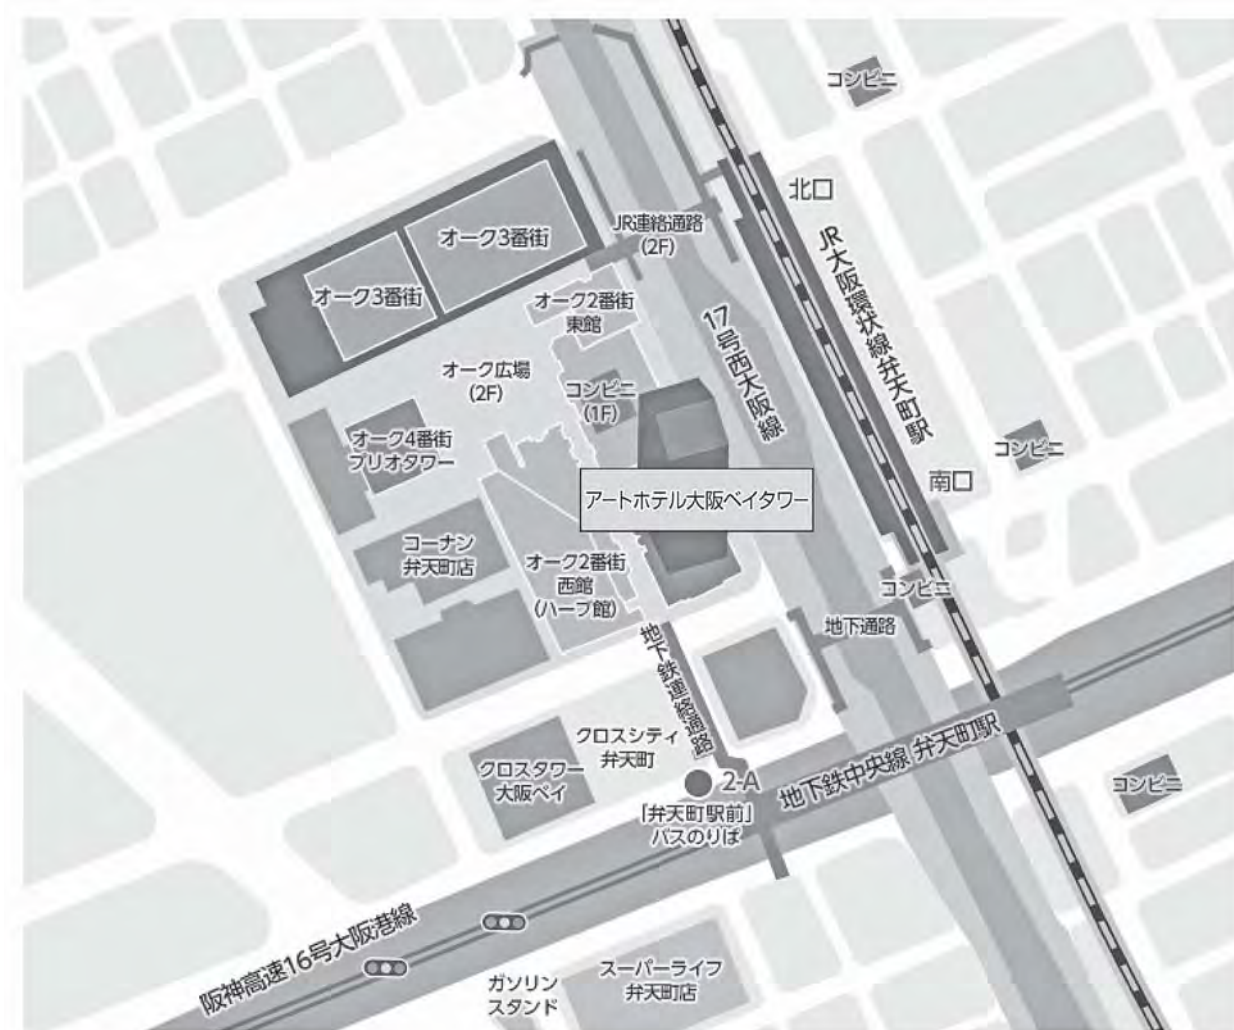 コンビニ
北口
JR連絡通路
(2F)
オーク3番街
オーク3番街
JR大阪環状線弁天町駅
オーク2番街
東館
17号西大阪線
オーク広場
(2F)
コンビニ
(1F)
オーク4番街
プリオタワー
コンビニ
南口
アートホテル大阪ベイタワー
コーナン
弁天町店
オーク2番街
西館
(ハーブ館)
コンビニ
地下通路
地下鉄連絡通路
クロスシティ
弁天町
クロスタワー
大阪ベイ
2-A
「弁天町駅前」
バスのりば
地下鉄中央線 弁天町駅
コンビニ
阪神高速16号大阪港線
ガソリン
スタンド
スーパーライフ
弁天町店